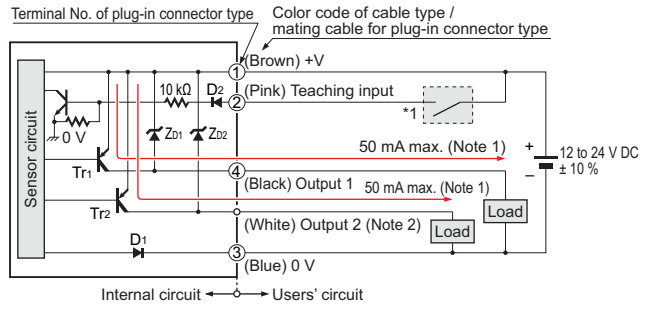 Terminal No. of plug-in connector type
Color code of cable type /
mating cable for plug-in connector type
1 (Brown) +V
10 kΩ D2
2 (Pink) Teaching input
*1
0 V
ZD1
ZD2
50 mA max. (Note 1)
+
12 to 24 V DC
± 10 %
–
Sensor circuit
Tr1
4
(Black) Output 1
50 mA max. (Note 1)
Tr2
Load
(White) Output 2 (Note 2)
Load
D1
3
(Blue) 0 V
Internal circuit
Users' circuit